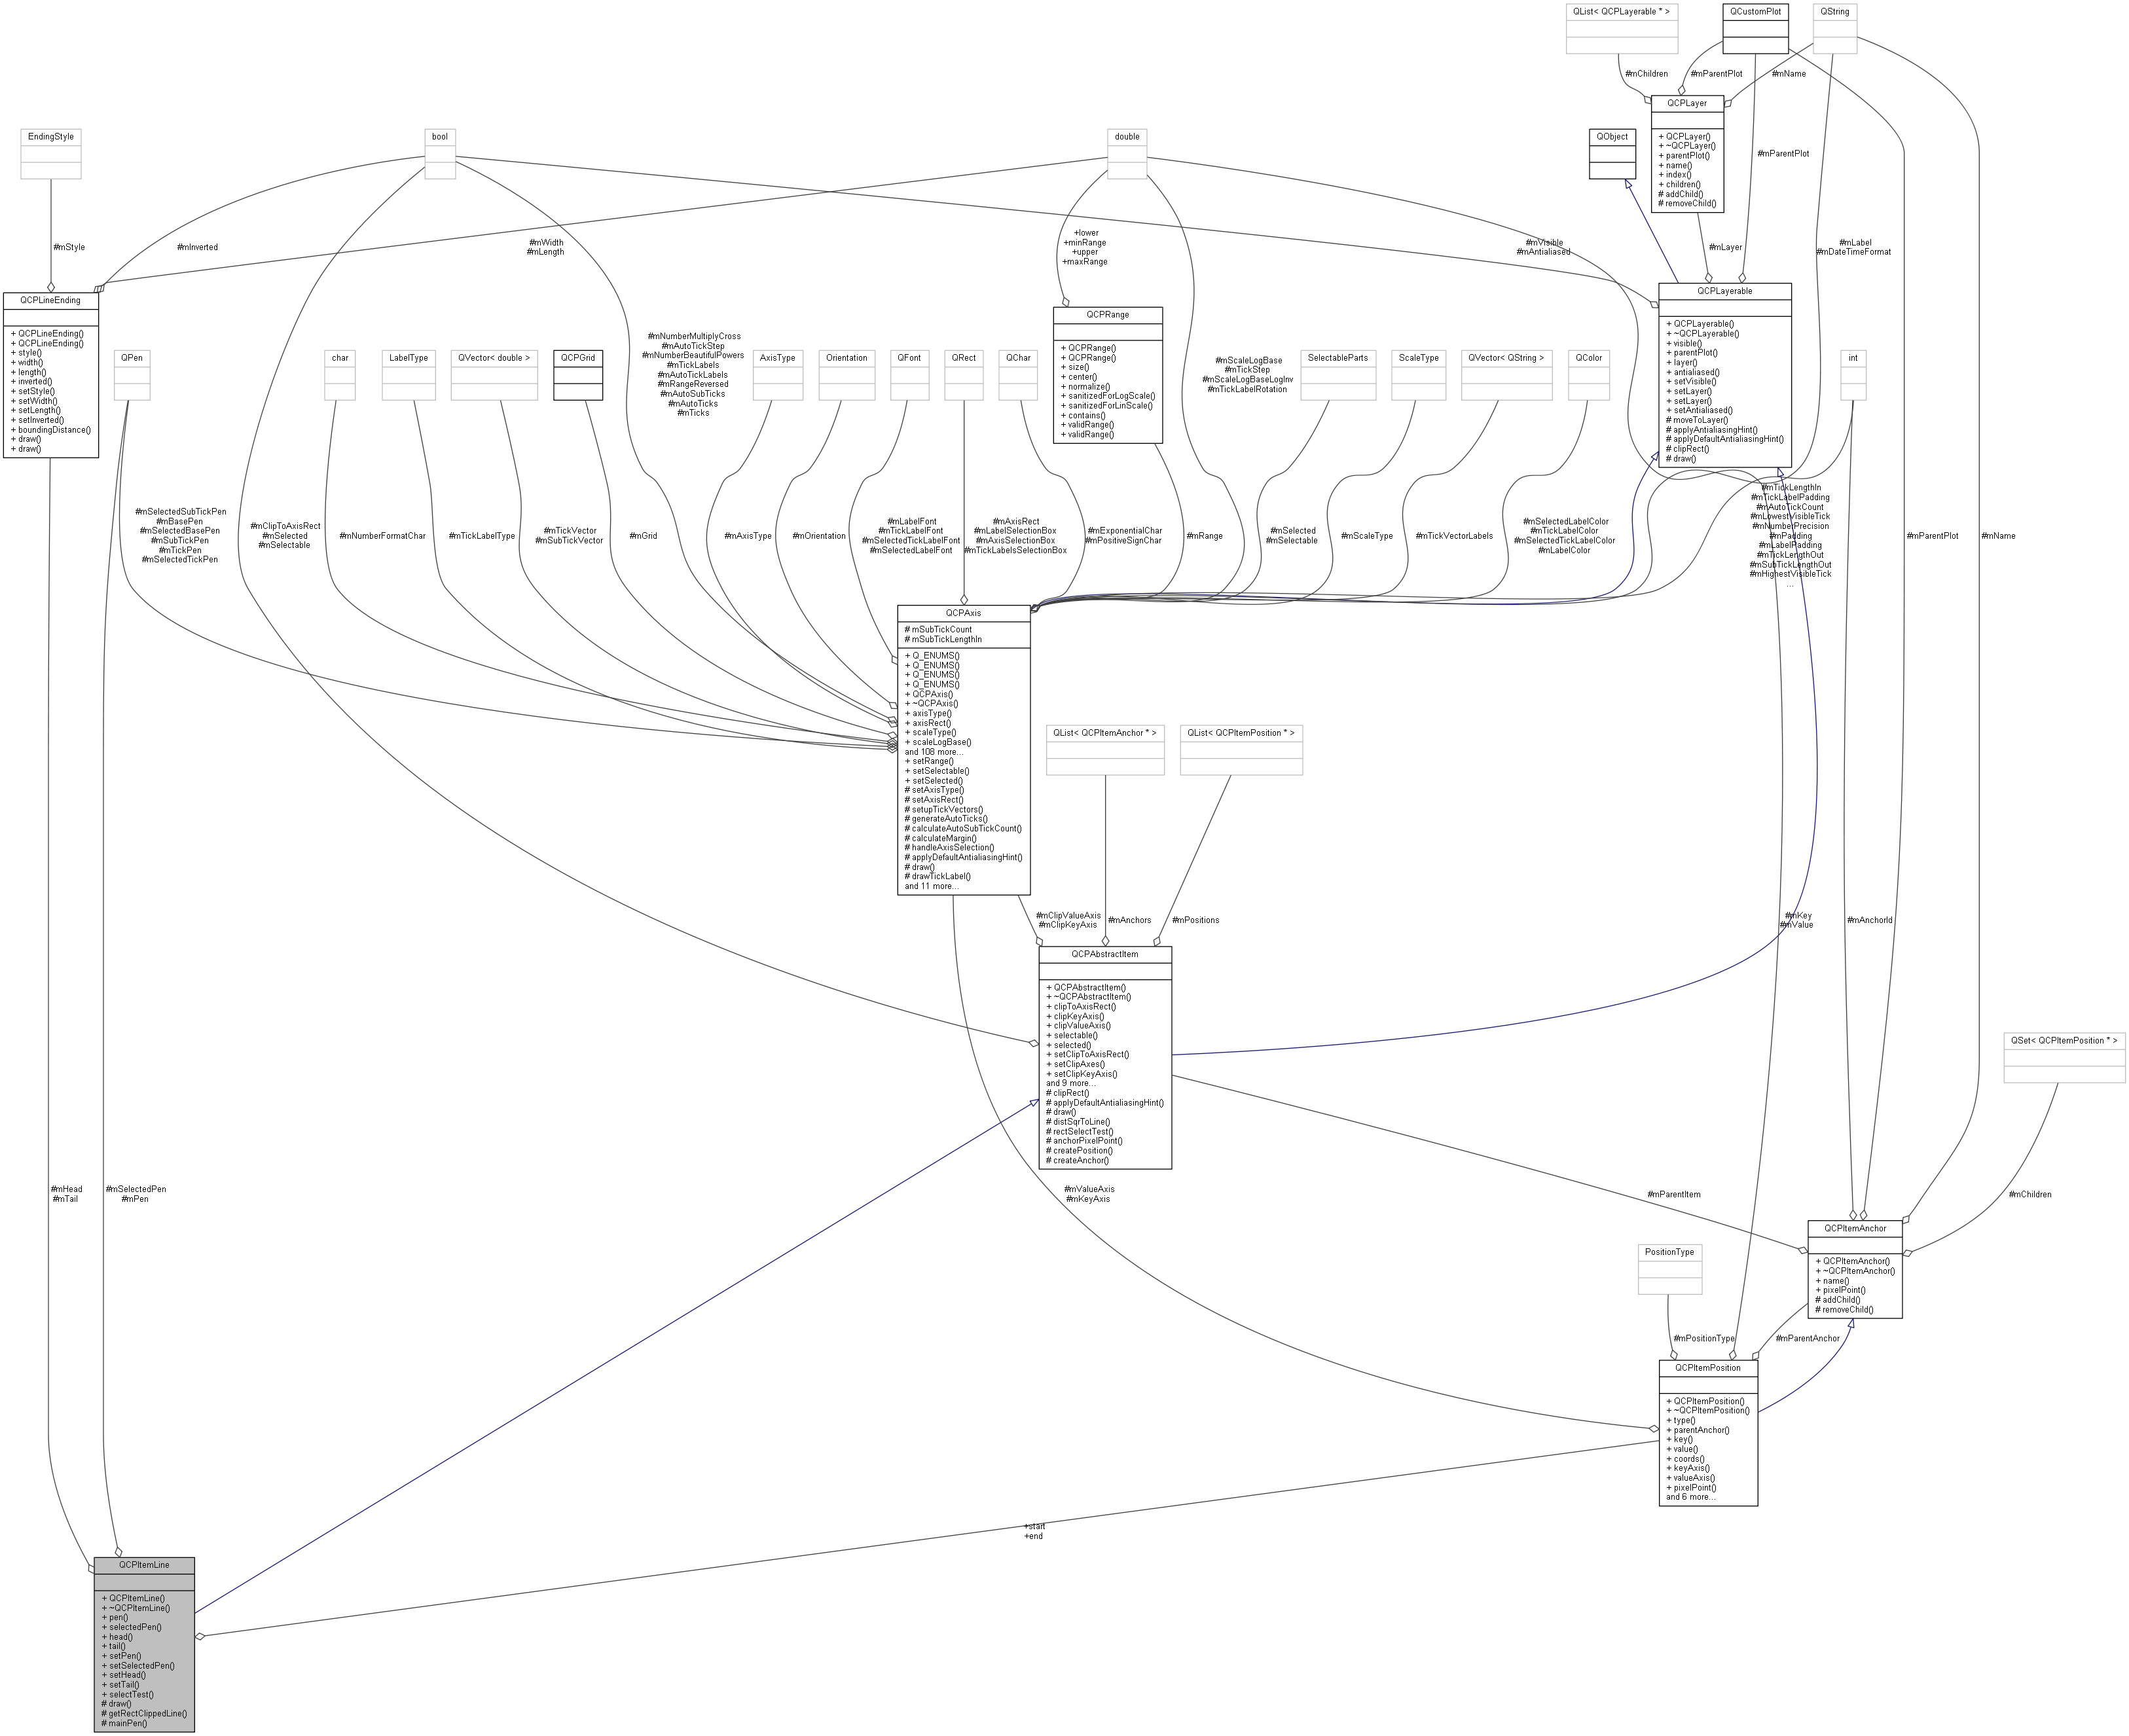 QList< QCPLayerable * >
QCustomPlot
QString
#mChildren
#mParentPlot
#mName
QCPLayer
+ QCPLayer()
+ ~QCPLayer()
+ parentPlot()
+ name()
+ index()
+ children()
# addChild()
# removeChild()
EndingStyle
bool
double
QObject
#mParentPlot
#mStyle
#mInverted
#mWidth
#mLength
+lower
+minRange
+upper
+maxRange
#mVisible
#mAntialiased
#mLayer
#mLabel
#mDateTimeFormat
QCPLineEnding
+ QCPLineEnding()
+ QCPLineEnding()
+ style()
+ width()
+ length()
+ inverted()
+ setStyle()
+ setWidth()
+ setLength()
+ setInverted()
+ boundingDistance()
+ draw()
+ draw()
QPen
char
LabelType
QVector< double >
QCPGrid
#mNumberMultiplyCross
#mAutoTickStep
#mNumberBeautifulPowers
#mTickLabels
#mAutoTickLabels
#mRangeReversed
#mAutoSubTicks
#mAutoTicks
#mTicks
AxisType
Orientation
QFont
QRect
QChar
QCPRange
+ QCPRange()
+ QCPRange()
+ size()
+ center()
+ normalize()
+ sanitizedForLogScale()
+ sanitizedForLinScale()
+ contains()
+ validRange()
+ validRange()
#mScaleLogBase
#mTickStep
#mScaleLogBaseLogInv
#mTickLabelRotation
SelectableParts
ScaleType
QVector< QString >
QColor
QCPLayerable
+ QCPLayerable()
+ ~QCPLayerable()
+ visible()
+ parentPlot()
+ layer()
+ antialiased()
+ setVisible()
+ setLayer()
+ setLayer()
+ setAntialiased()
# moveToLayer()
# applyAntialiasingHint()
# applyDefaultAntialiasingHint()
# clipRect()
# draw()
int
#mSelectedSubTickPen
#mBasePen
#mSelectedBasePen
#mSubTickPen
#mTickPen
#mSelectedTickPen
#mClipToAxisRect
#mSelected
#mSelectable
#mNumberFormatChar
#mTickLabelType
#mTickVector
#mSubTickVector
#mGrid
#mAxisType
#mOrientation
#mLabelFont
#mTickLabelFont
#mSelectedTickLabelFont
#mSelectedLabelFont
#mAxisRect
#mLabelSelectionBox
#mAxisSelectionBox
#mTickLabelsSelectionBox
#mExponentialChar
#mPositiveSignChar
#mRange
#mSelected
#mSelectable
#mScaleType
#mTickVectorLabels
#mSelectedLabelColor
#mTickLabelColor
#mSelectedTickLabelColor
#mLabelColor
#mTickLengthIn
#mTickLabelPadding
#mAutoTickCount
#mLowestVisibleTick
#mNumberPrecision
#mPadding
#mLabelPadding
#mTickLengthOut
#mSubTickLengthOut
#mHighestVisibleTick
...
#mParentPlot
#mName
QCPAxis
# mSubTickCount
# mSubTickLengthIn
+ Q_ENUMS()
+ Q_ENUMS()
+ Q_ENUMS()
+ Q_ENUMS()
+ QCPAxis()
+ ~QCPAxis()
+ axisType()
+ axisRect()
+ scaleType()
+ scaleLogBase()
and 108 more...
+ setRange()
+ setSelectable()
+ setSelected()
# setAxisType()
# setAxisRect()
# setupTickVectors()
# generateAutoTicks()
# calculateAutoSubTickCount()
# calculateMargin()
# handleAxisSelection()
# applyDefaultAntialiasingHint()
# draw()
# drawTickLabel()
and 11 more...
QList< QCPItemAnchor * >
QList< QCPItemPosition * >
#mClipValueAxis
#mClipKeyAxis
#mAnchors
#mPositions
#mKey
#mValue
#mAnchorId
QCPAbstractItem
+ QCPAbstractItem()
+ ~QCPAbstractItem()
+ clipToAxisRect()
+ clipKeyAxis()
+ clipValueAxis()
+ selectable()
+ selected()
+ setClipToAxisRect()
+ setClipAxes()
+ setClipKeyAxis()
and 9 more...
# clipRect()
# applyDefaultAntialiasingHint()
# draw()
# distSqrToLine()
# rectSelectTest()
# anchorPixelPoint()
# createPosition()
# createAnchor()
QSet< QCPItemPosition * >
#mHead
#mTail
#mSelectedPen
#mPen
#mValueAxis
#mKeyAxis
#mParentItem
#mChildren
QCPItemAnchor
+ QCPItemAnchor()
+ ~QCPItemAnchor()
+ name()
+ pixelPoint()
# addChild()
# removeChild()
PositionType
#mPositionType
#mParentAnchor
QCPItemPosition
+ QCPItemPosition()
+ ~QCPItemPosition()
+ type()
+ parentAnchor()
+ key()
+ value()
+ coords()
+ keyAxis()
+ valueAxis()
+ pixelPoint()
and 6 more...
+start
+end
QCPItemLine
+ QCPItemLine()
+ ~QCPItemLine()
+ pen()
+ selectedPen()
+ head()
+ tail()
+ setPen()
+ setSelectedPen()
+ setHead()
+ setTail()
+ selectTest()
# draw()
# getRectClippedLine()
# mainPen()